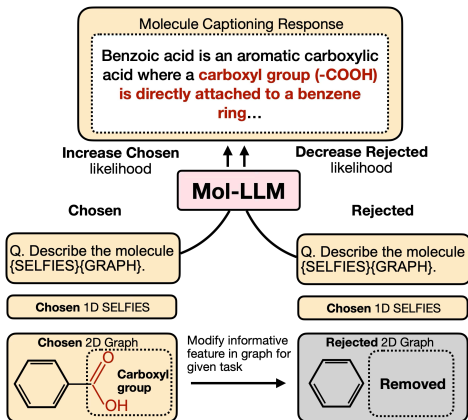 Molecule Captioning Response
Benzoic acid is an aromatic carboxylic
acid where a carboxyl group (-COOH)
is directly attached to a benzene
ring...
Increase Chosen
likelihood
Decrease Rejected
likelihood
Mol-LLM
Chosen
Rejected
Q. Describe the molecule
{SELFIES}{GRAPH}.
Q. Describe the molecule
{SELFIES}{GRAPH}.
Chosen 1D SELFIES
Chosen 1D SELFIES
Chosen 2D Graph
O
OH
Carboxyl
group
Modify informative
feature in graph for
given task
Rejected 2D Graph
Removed